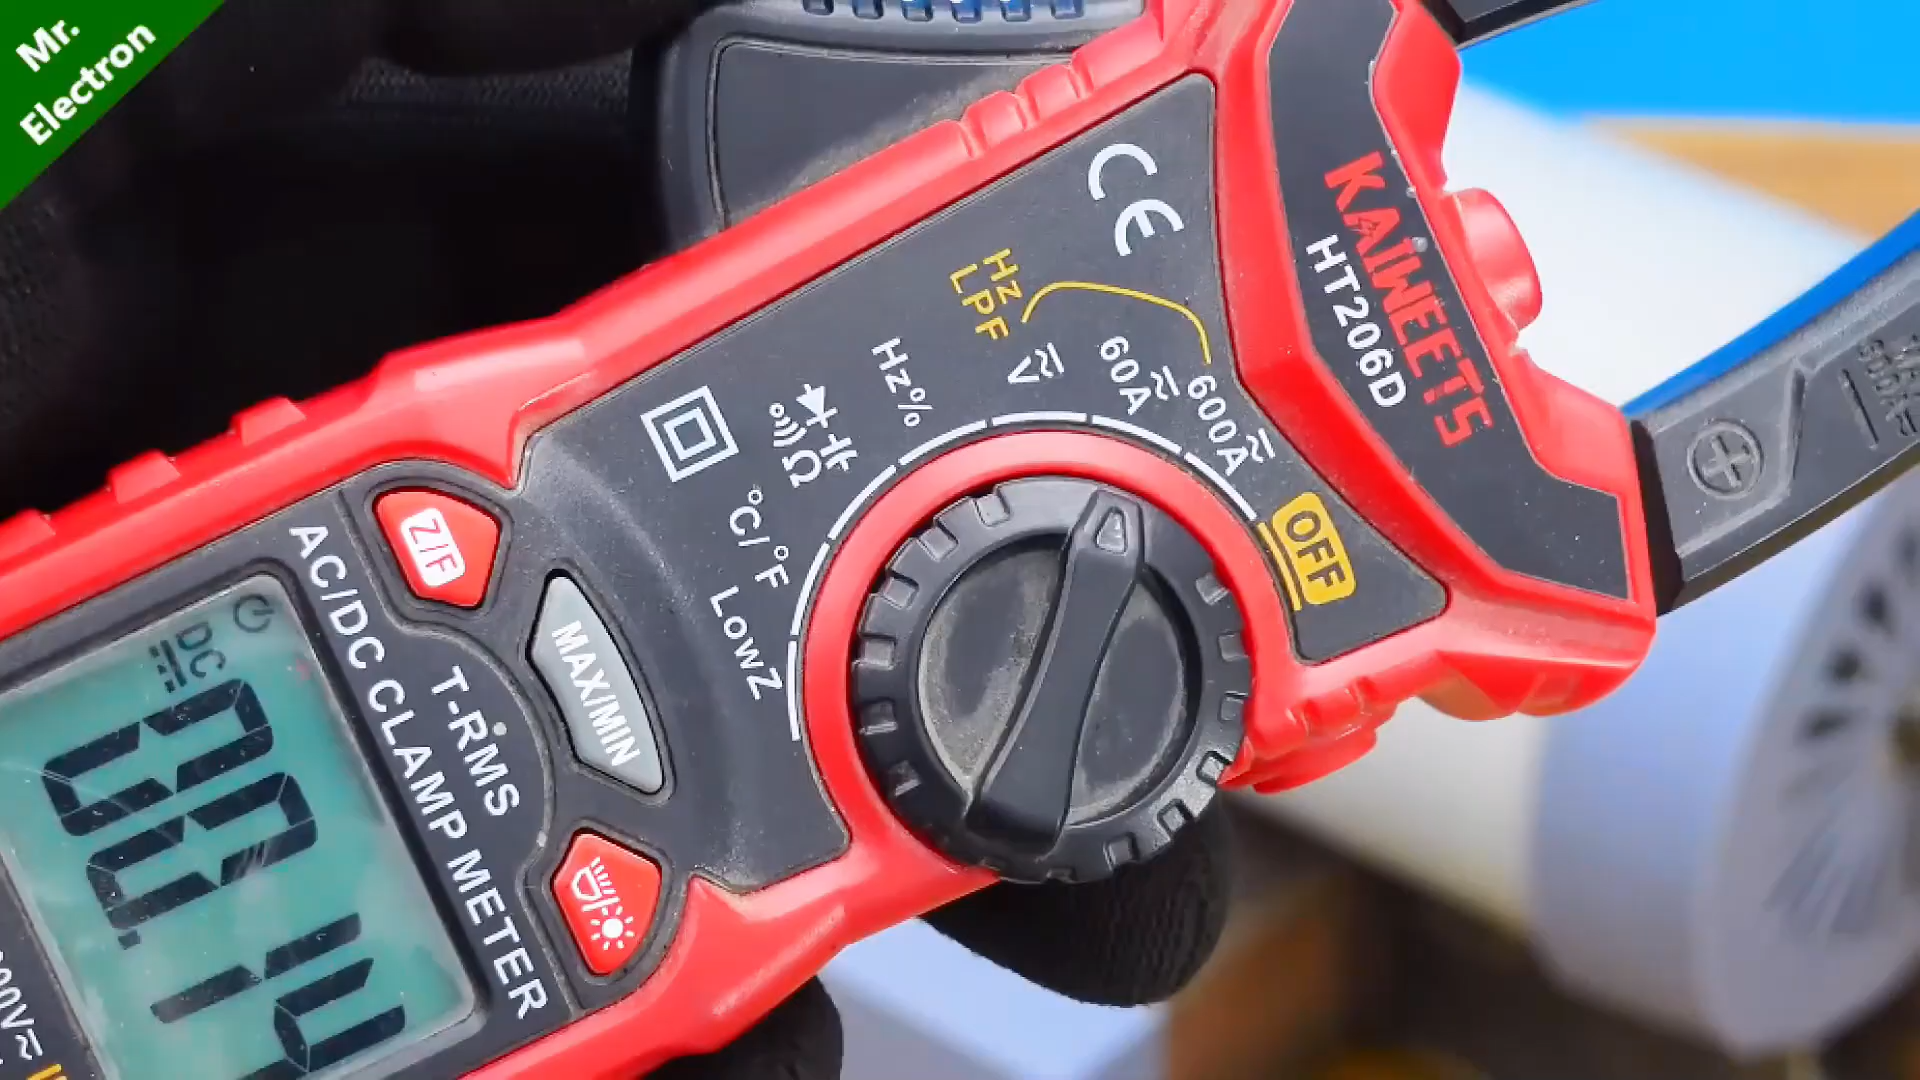 Mr.
Electron
CE
KAIWEETS
HT206D
Hz
LPF
V
60A
600A
OFF
Hz%
Ω
°C/°F
LowZ
Z/F
MAX/MIN
AC/DC CLAMP METER
T-RMS
DC